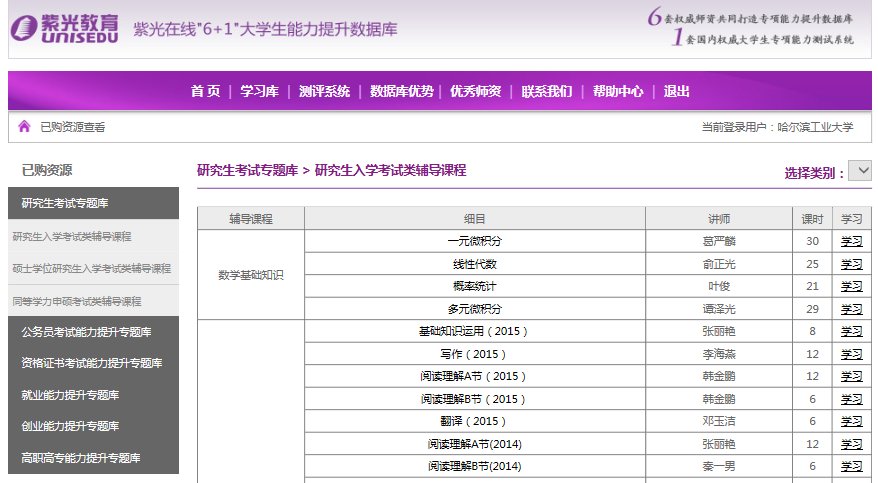 紫光教育
UNISEDU
紫光在线"6+1"大学生能力提升数据库
6套权威师资共同打造专项能力提升数据库
1套国内权威大学生专项能力测试系统
首页 | 学习库 | 测评系统 | 数据库优势 | 优秀师资 | 联系我们 | 帮助中心 | 退出
已购资源查看
当前登录用户：哈尔滨工业大学
已购资源
研究生考试专题库
研究生入学考试类辅导课程
硕士学位研究生入学考试类辅导课程
同等学力申硕考试类辅导课程
公务员考试能力提升专题库
资格证书考试能力提升专题库
就业能力提升专题库
创业能力提升专题库
高职高专能力提升专题库
研究生考试专题库 > 研究生入学考试类辅导课程
选择类别：
辅导课程 细目 讲师 课时 学习
数学基础知识
一元微积分 葛严麟 30 学习
线性代数 俞正光 25 学习
概率统计 叶俊 21 学习
多元微积分 谭泽光 29 学习
基础知识运用（2015） 张丽艳 8 学习
写作（2015） 李海燕 12 学习
阅读理解A节（2015） 韩金鹏 12 学习
阅读理解B节（2015） 韩金鹏 6 学习
翻译（2015） 邓玉洁 6 学习
阅读理解A节(2014) 张丽艳 12 学习
阅读理解B节(2014) 秦一男 6 学习